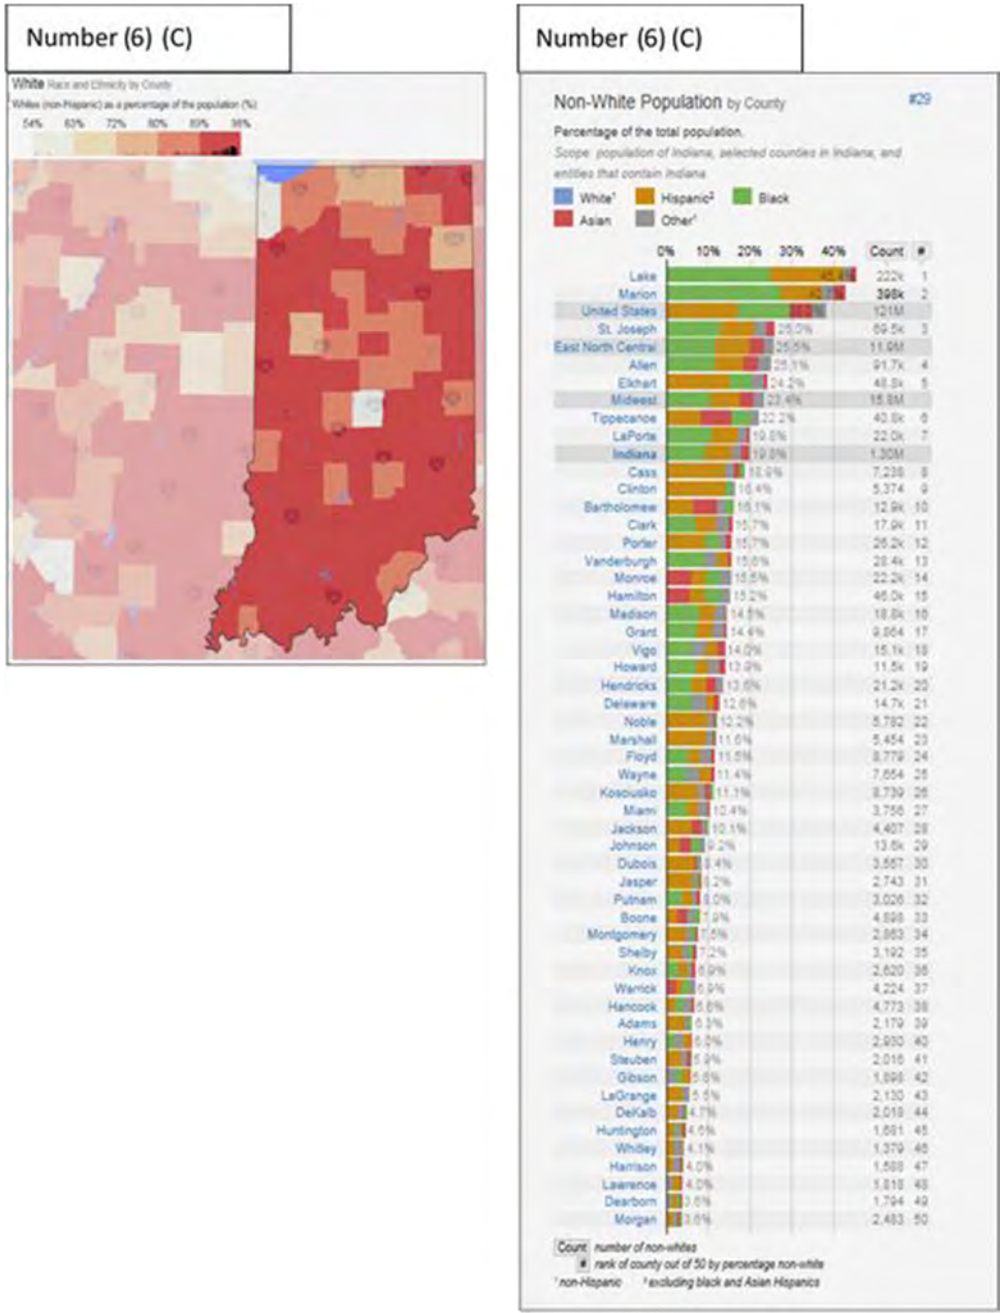 Number (6) (C)
White Race and Ethnicity by County
Whites (non-Hispanic) as a percentage of the population (%)
54% 63% 72% 80% 89% 98%
Number (6) (C)
Non-White Population by County #29
Percentage of the total population.
Scope: population of Indiana, selected counties in Indiana, and
entities that contain Indiana
White¹ Hispanic² Black
Asian Other¹
0% 10% 20% 30% 40% Count #
Lake 222k 1
Marion 398k 2
United States 121M
St. Joseph 69.5k 3
East North Central 25.5% 11.9M
Allen 25.1% 91.7k 4
Elkhart 24.2% 48.8k 5
Midwest 23.4% 15.8M
Tippecanoe 22.2% 40.8k 6
LaPorte 19.8% 22.0k 7
Indiana 19.8% 1.30M
Cass 18.9% 7,238 8
Clinton 16.4% 5,374 9
Bartholomew 16.1% 12.9k 10
Clark 15.7% 17.9k 11
Porter 15.7% 26.2k 12
Vanderburgh 15.6% 28.4k 13
Monroe 15.5% 22.2k 14
Hamilton 15.2% 46.0k 15
Madison 14.5% 18.8k 16
Grant 14.4% 9,864 17
Vigo 14.0% 15.1k 18
Howard 13.9% 11.5k 19
Hendricks 13.6% 21.2k 20
Delaware 12.6% 14.7k 21
Noble 12.2% 5,782 22
Marshall 11.6% 5,454 23
Floyd 11.5% 8,779 24
Wayne 11.4% 7,654 25
Kosciusko 11.1% 8,739 26
Miami 10.4% 3,756 27
Jackson 10.1% 4,407 28
Johnson 9.2% 13.6k 29
Dubois 8.4% 30
Jasper 8.2% 2,743 31
Putnam 8.0% 3,026 32
Boone 7.9% 4,898 33
Montgomery 34
Shelby 7.2% 3,192 35
Knox 6.9% 2,620 36
Warrick 6.9% 4,224 37
Hancock 4,773 38
Adams 6.3% 2,179 39
Henry 6.0% 2,930 40
Steuben 5.9% 2,016 41
Gibson 5.6% 42
LaGrange 5.5% 2,130 43
DeKalb 4.7% 2,018 44
Huntington 4.6% 1,681 45
Whitley 4.1% 1,379 46
Harrison 4.0% 47
Lawrence 4.0% 1,818 48
Dearborn 3.6% 1,794 49
Morgan 3.6% 2,483 50
Count number of non-whites
# rank of county out of 50 by percentage non-white
¹ non-Hispanic ² excluding black and Asian Hispanics